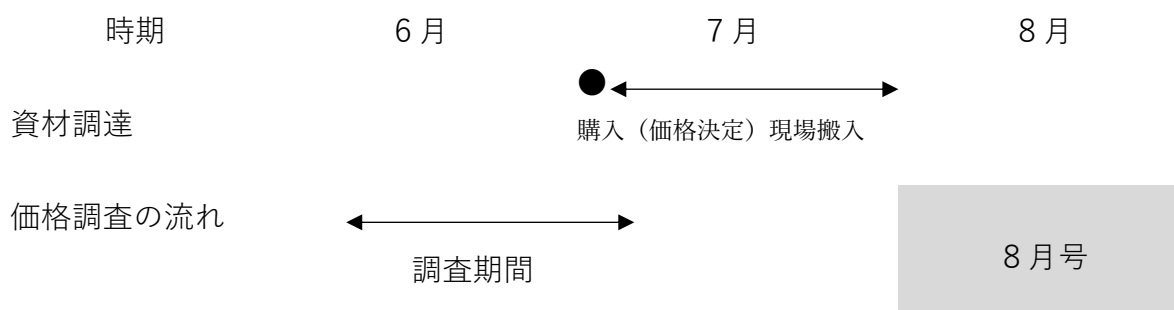 時期 6月 7月 8月
資材調達
購入（価格決定）現場搬入
価格調査の流れ
調査期間
8月号